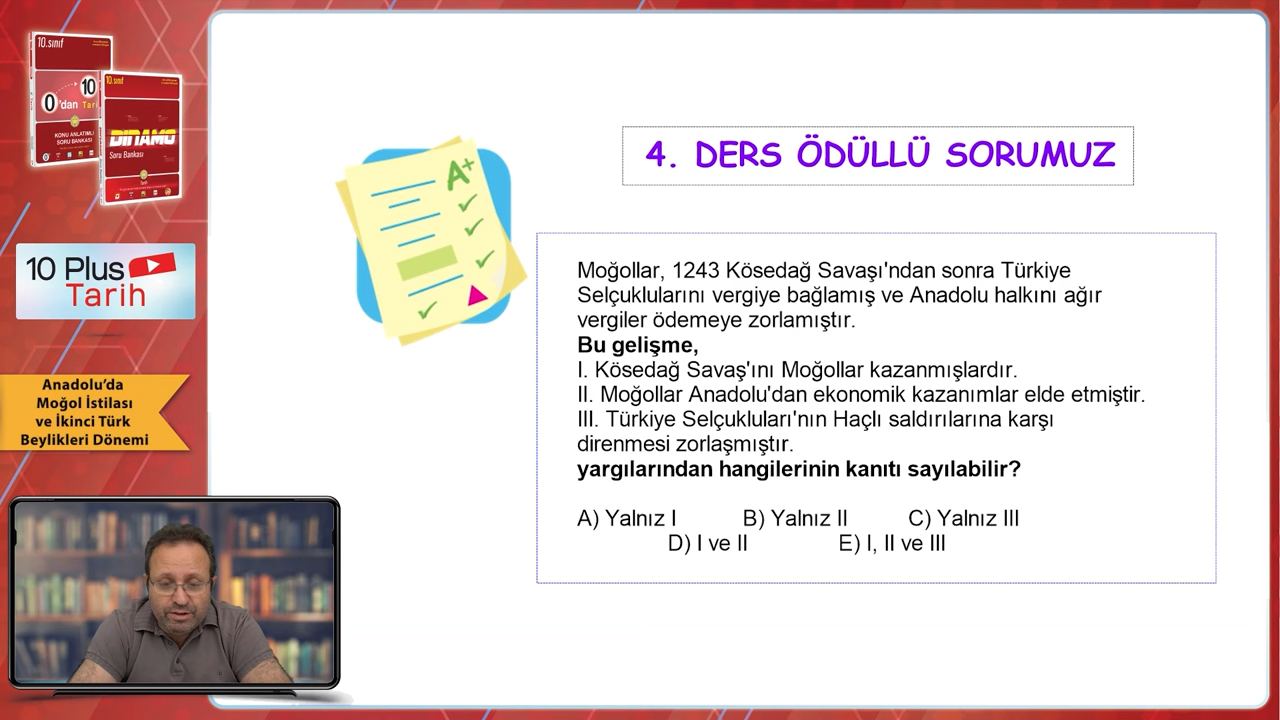 10.sınıf
0'dan 10
Tari
KONU ANLATIMLI
SORU BANKASI
10.sınıf
DINAMO
Soru Bankası
Tarih
10 Plus
Tarih
Anadolu'da
Moğol İstilası
ve İkinci Türk
Beylikleri Dönemi
A+
4. DERS ÖDÜLLÜ SORUMUZ
Moğollar, 1243 Kösedağ Savaşı'ndan sonra Türkiye
Selçuklularını vergiye bağlamış ve Anadolu halkını ağır
vergiler ödemeye zorlamıştır.
Bu gelişme,
I. Kösedağ Savaş'ını Moğollar kazanmışlardır.
II. Moğollar Anadolu'dan ekonomik kazanımlar elde etmiştir.
III. Türkiye Selçukluları'nın Haçlı saldırılarına karşı
direnmesi zorlaşmıştır.
yargılarından hangilerinin kanıtı sayılabilir?
A) Yalnız I B) Yalnız II C) Yalnız III
D) I ve II E) I, II ve III